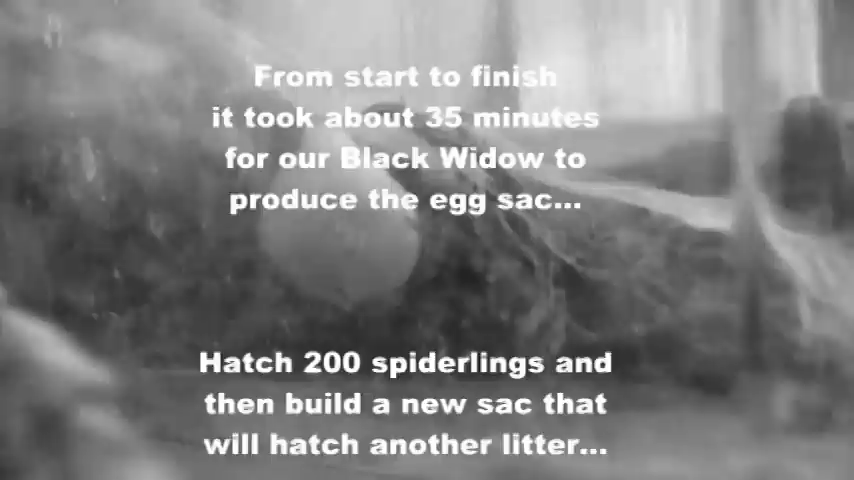 From start to finish
it took about 35 minutes
for our Black Widow to
produce the egg sac...
Hatch 200 spiderlings and
then build a new sac that
will hatch another litter...